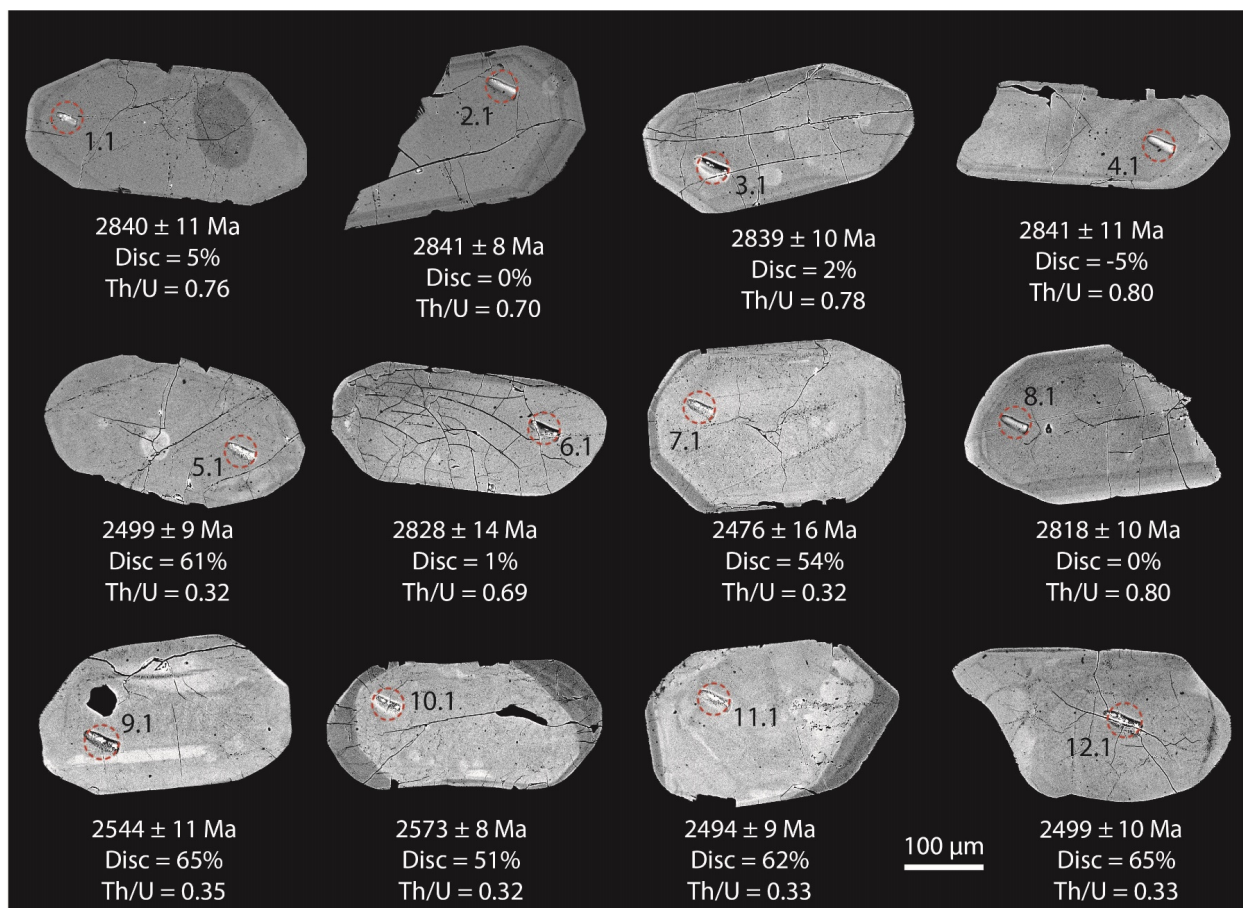 1.1
2.1
3.1
4.1
2840 ± 11 Ma
Disc = 5%
Th/U = 0.76
2841 ± 8 Ma
Disc = 0%
Th/U = 0.70
2839 ± 10 Ma
Disc = 2%
Th/U = 0.78
2841 ± 11 Ma
Disc = -5%
Th/U = 0.80
5.1
6.1
7.1
8.1
2499 ± 9 Ma
Disc = 61%
Th/U = 0.32
2828 ± 14 Ma
Disc = 1%
Th/U = 0.69
2476 ± 16 Ma
Disc = 54%
Th/U = 0.32
2818 ± 10 Ma
Disc = 0%
Th/U = 0.80
9.1
10.1
11.1
12.1
2544 ± 11 Ma
Disc = 65%
Th/U = 0.35
2573 ± 8 Ma
Disc = 51%
Th/U = 0.32
2494 ± 9 Ma
Disc = 62%
Th/U = 0.33
100 µm
2499 ± 10 Ma
Disc = 65%
Th/U = 0.33